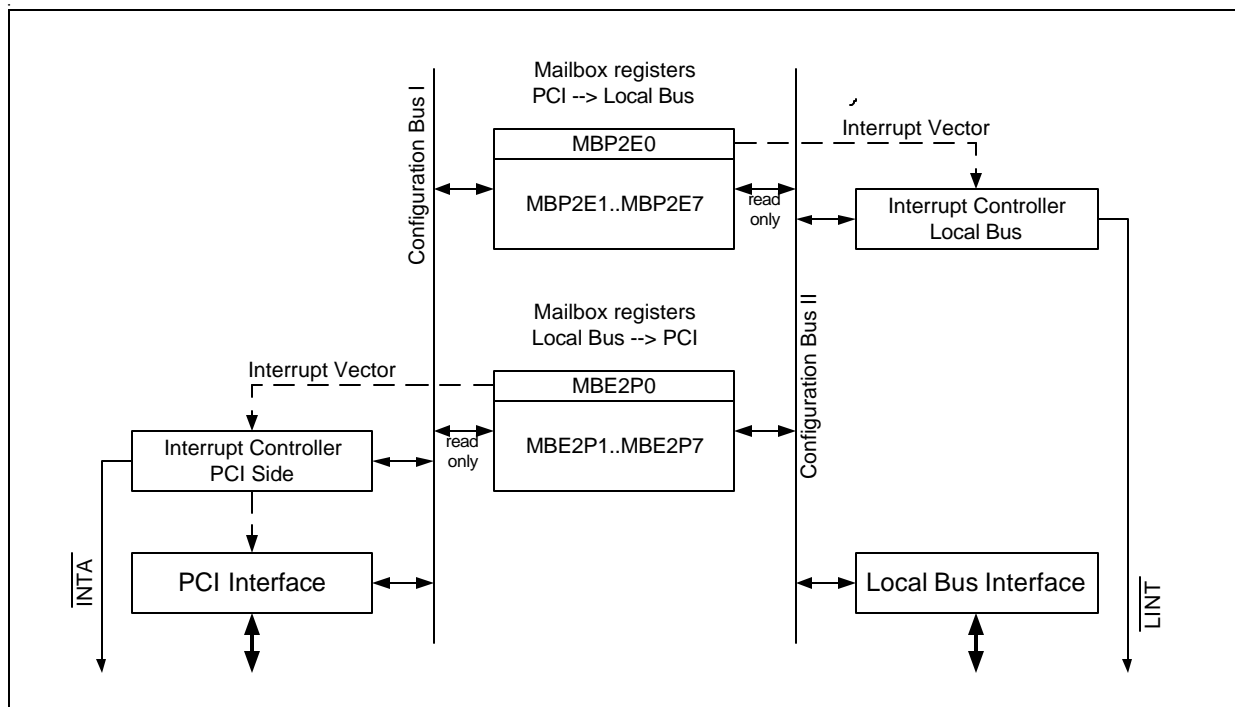 Mailbox registers
PCI --> Local Bus
Configuration Bus I
MBP2E0
MBP2E1..MBP2E7
read
only
Interrupt Vector
Interrupt Controller
Local Bus
Mailbox registers
Local Bus --> PCI
Configuration Bus II
Interrupt Vector
MBE2P0
MBE2P1..MBE2P7
read
only
Interrupt Controller
PCI Side
INTA
PCI Interface
Local Bus Interface
LINT